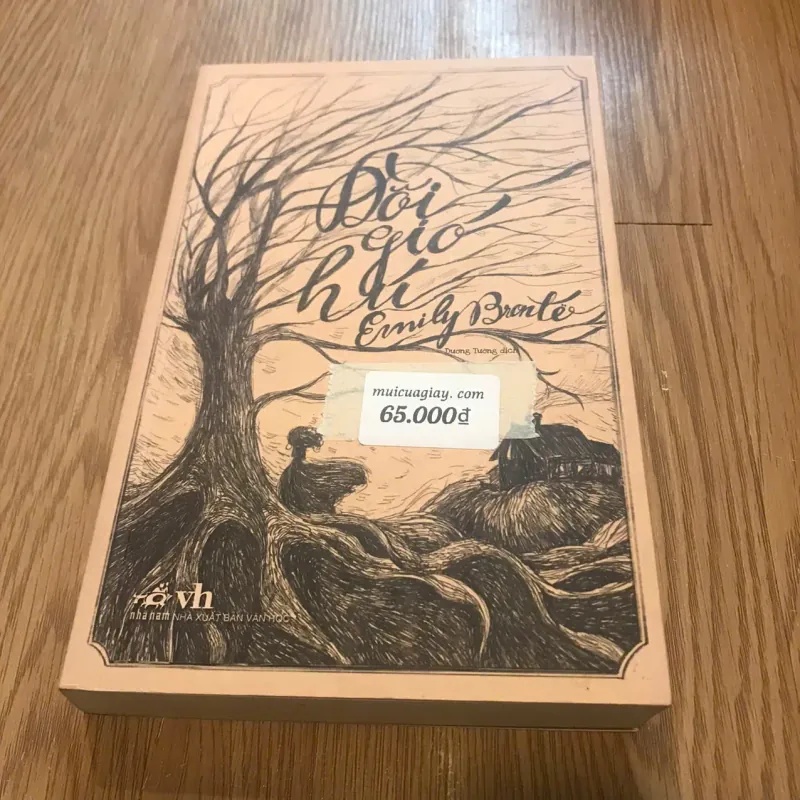 Đồi
gió
hú
Emily Brontë
Dương Tường dịch
muicuagiay. com
65.000₫
nhã nam
vh
NHÀ XUẤT BẢN VĂN HỌC